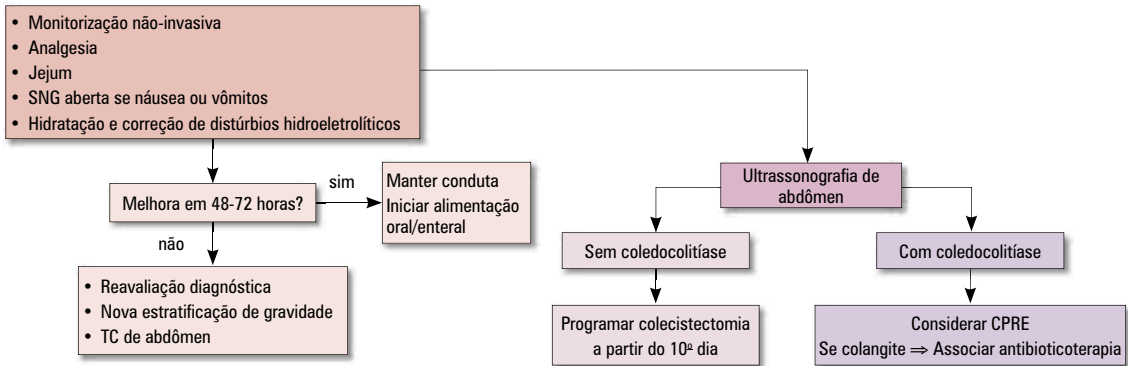 • Monitorização não-invasiva
• Analgesia
• Jejum
• SNG aberta se náusea ou vômitos
• Hidratação e correção de distúrbios hidroeletrolíticos
Melhora em 48-72 horas?
sim
Manter conduta
Iniciar alimentação
oral/enteral
não
• Reavaliação diagnóstica
• Nova estratificação de gravidade
• TC de abdômen
Ultrassonografia de
abdômen
Sem coledocolitíase
Com coledocolitíase
Programar colecistectomia
a partir do 10º dia
Considerar CPRE
Se colangite ⇒ Associar antibioticoterapia